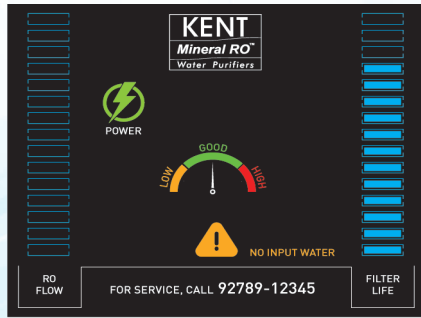 KENT
Mineral RO™
Water Purifiers
POWER
LOW GOOD HIGH
NO INPUT WATER
RO
FLOW
FOR SERVICE, CALL 92789-12345
FILTER
LIFE